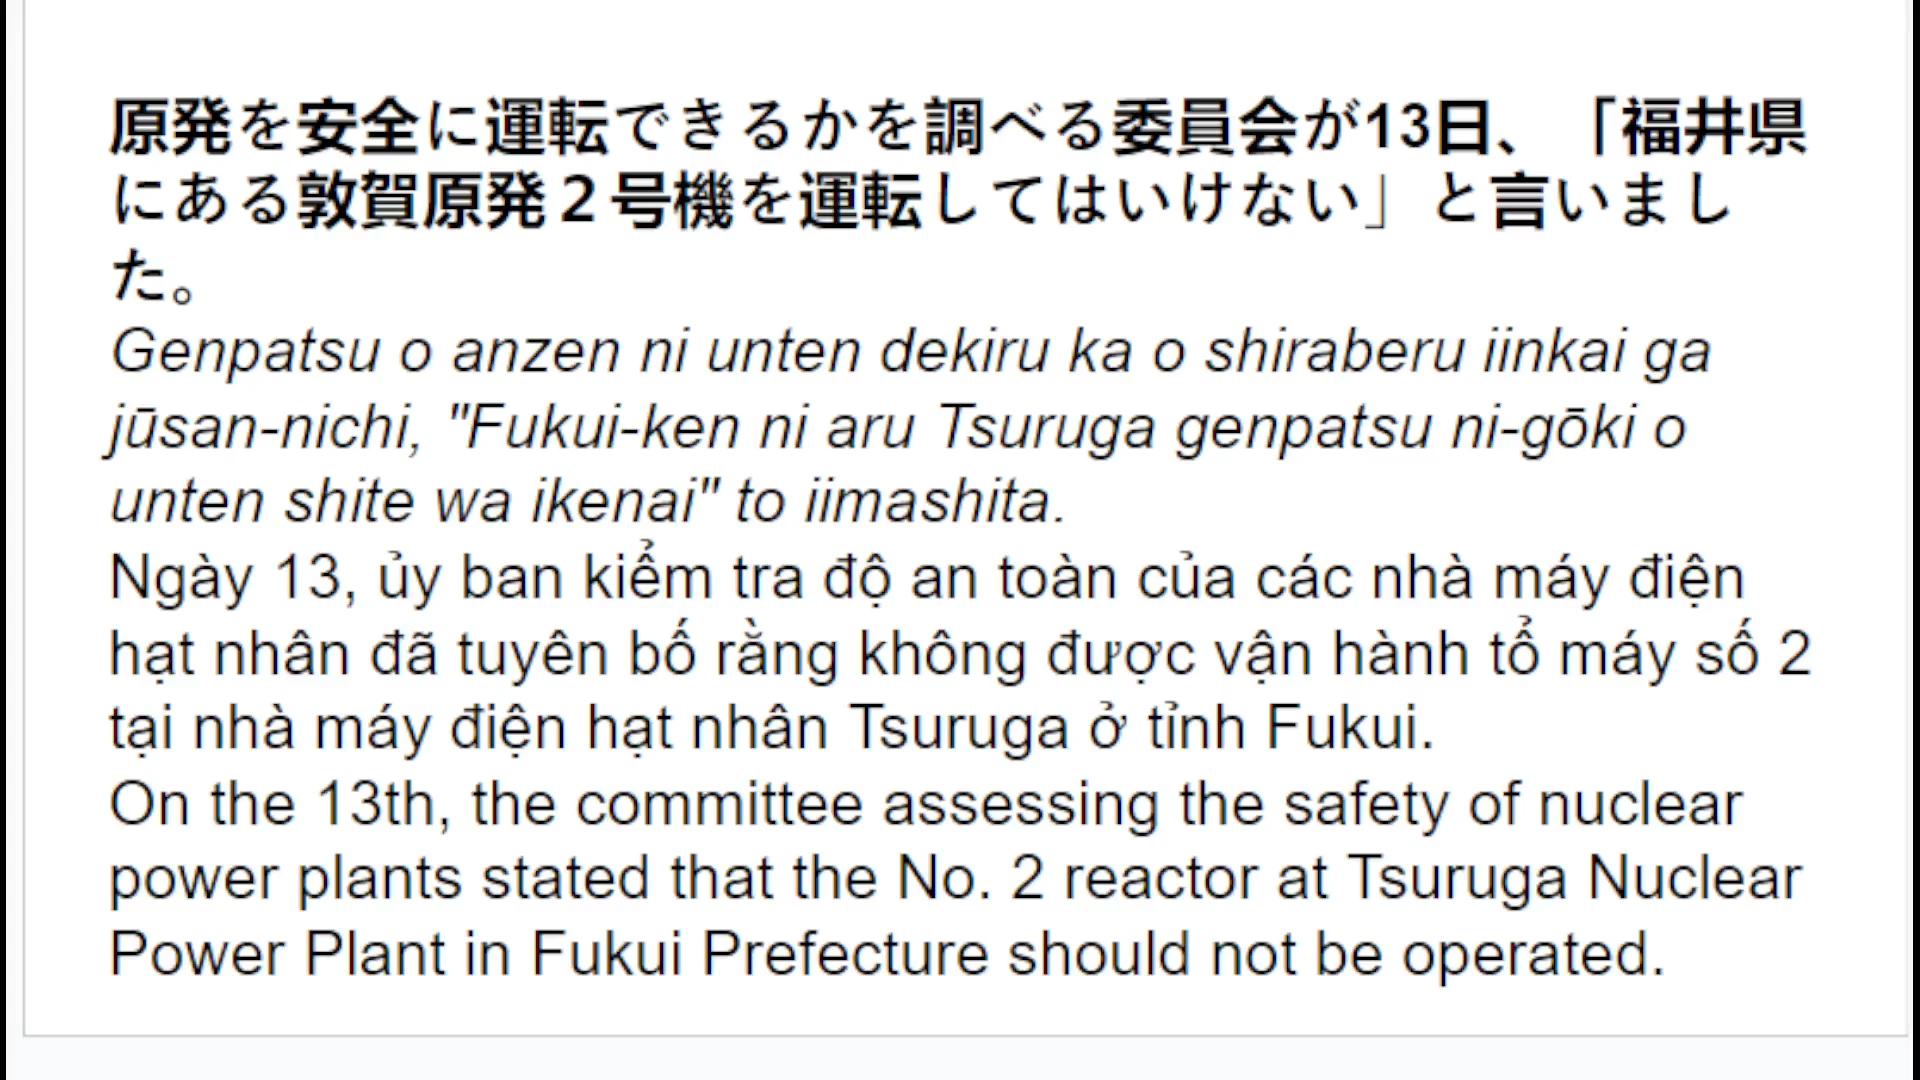 原発を安全に運転できるかを調べる委員会が13日、「福井県
にある敦賀原発２号機を運転してはいけない」と言いまし
た。
Genpatsu o anzen ni unten dekiru ka o shiraberu iinkai ga
jūsan-nichi, "Fukui-ken ni aru Tsuruga genpatsu ni-gōki o
unten shite wa ikenai" to iimashita.
Ngày 13, ủy ban kiểm tra độ an toàn của các nhà máy điện
hạt nhân đã tuyên bố rằng không được vận hành tổ máy số 2
tại nhà máy điện hạt nhân Tsuruga ở tỉnh Fukui.
On the 13th, the committee assessing the safety of nuclear
power plants stated that the No. 2 reactor at Tsuruga Nuclear
Power Plant in Fukui Prefecture should not be operated.